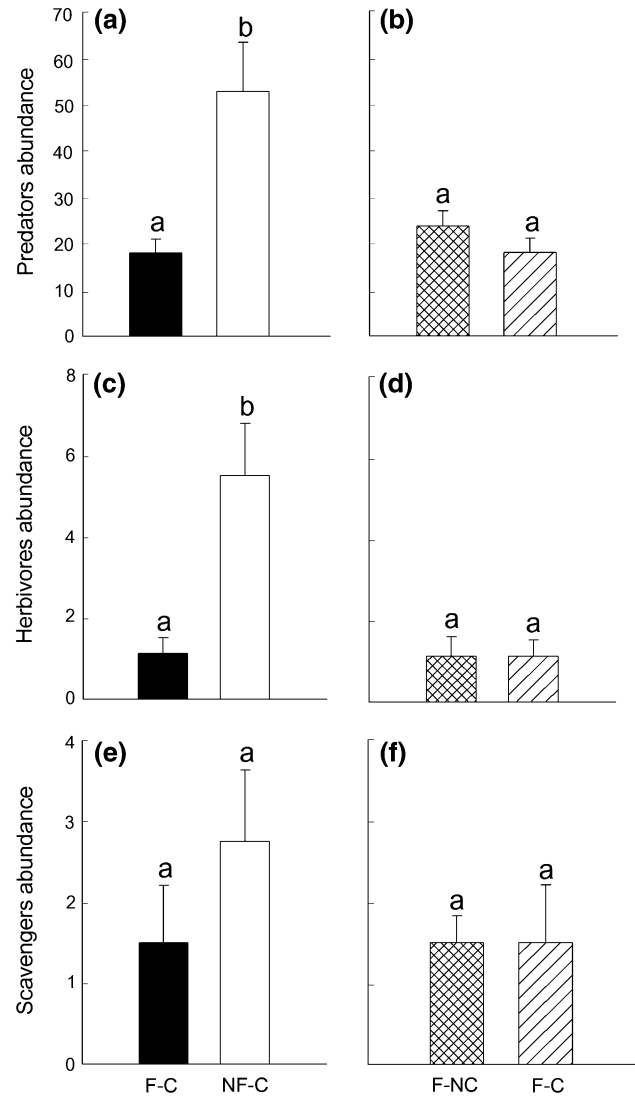 (a)
(b)
Predators abundance
70
60
50
40
30
20
10
0
a
b
a
a
(c)
(d)
Herbivores abundance
8
6
4
2
0
a
b
a
a
(e)
(f)
Scavengers abundance
4
3
2
1
0
a
a
a
a
F-C
NF-C
F-NC
F-C